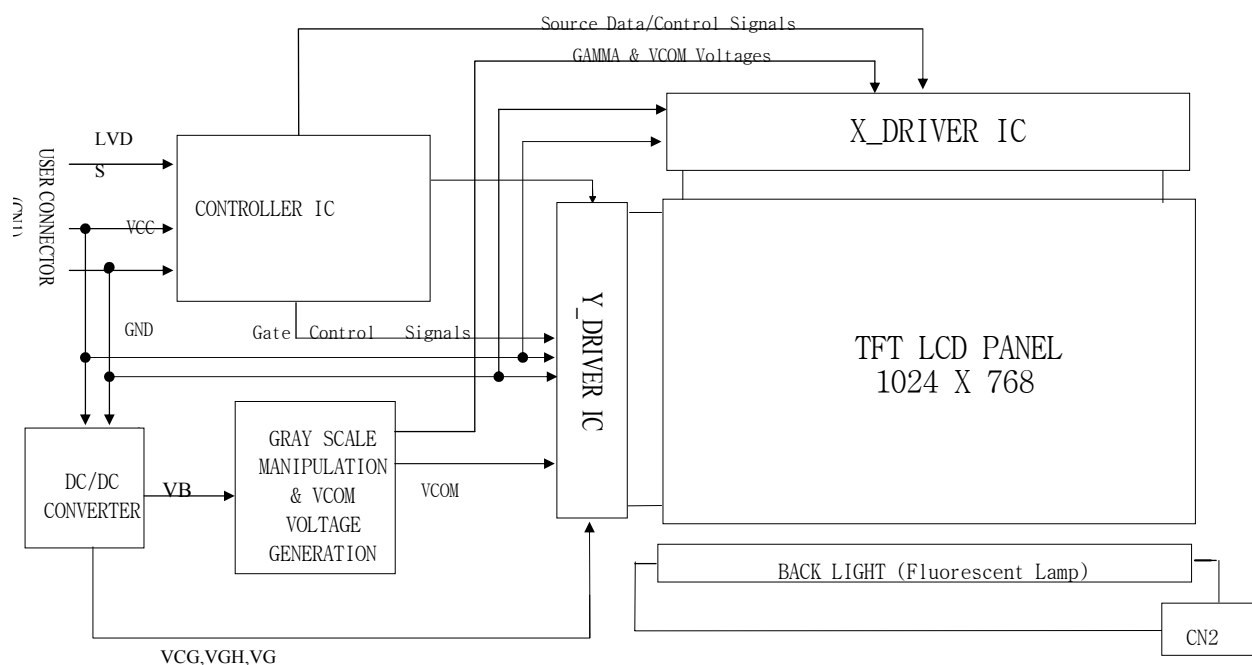 Source Data/Control Signals
GAMMA & VCOM Voltages
X_DRIVER IC
LVD
S
USER CONNECTOR
(CN1)
CONTROLLER IC
VCC
GND
Gate Control Signals
Y_DRIVER IC
TFT LCD PANEL
1024 X 768
GRAY SCALE
MANIPULATION
& VCOM
VOLTAGE
GENERATION
DC/DC
CONVERTER
VB
VCOM
BACK LIGHT (Fluorescent Lamp)
CN2
VCG,VGH,VG